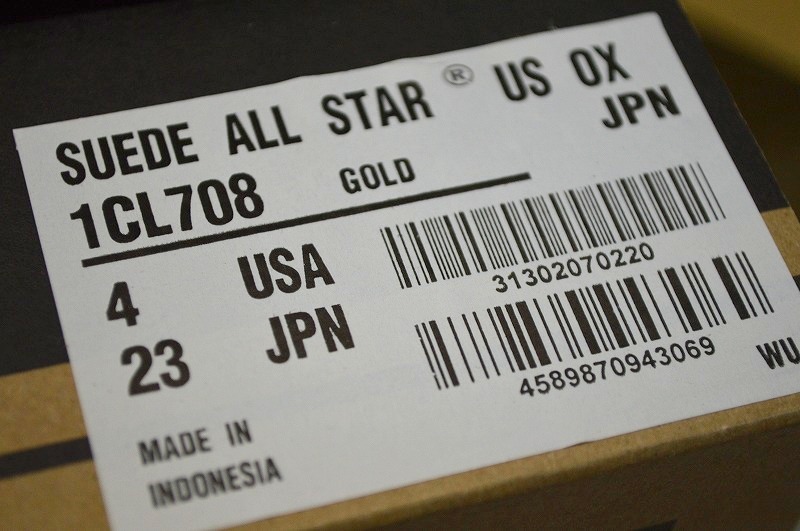 SUEDE ALL STAR ® US OX
JPN
1CL708 GOLD
31302070220
4 USA
23 JPN
4589870943069
WU
MADE IN
INDONESIA